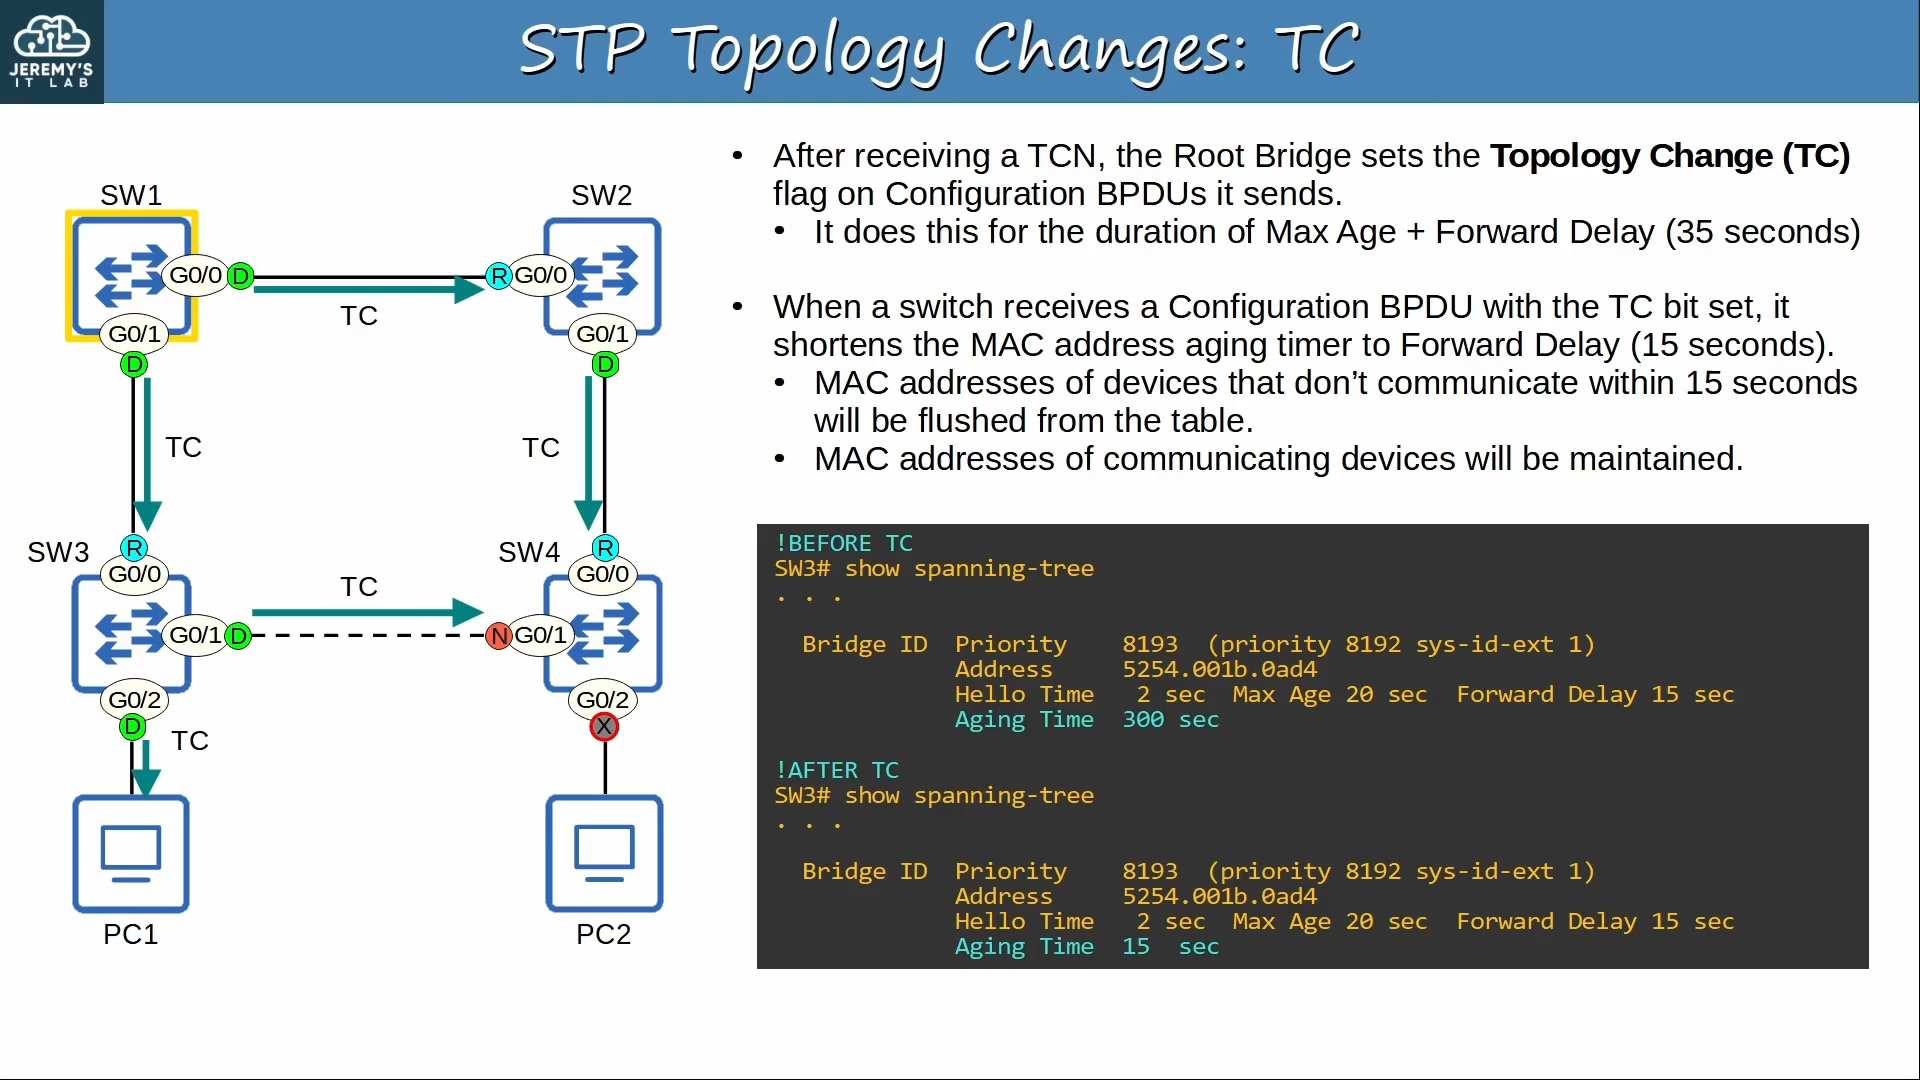 JEREMY'S
IT LAB
STP Topology Changes: TC
SW1
SW2
G0/0 D
R G0/0
TC
G0/1
G0/1
D
D
TC
TC
SW3
R
SW4
R
G0/0
G0/0
TC
G0/1 D
N G0/1
G0/2
G0/2
D
X
TC
PC1
PC2
• After receiving a TCN, the Root Bridge sets the Topology Change (TC)
flag on Configuration BPDUs it sends.
• It does this for the duration of Max Age + Forward Delay (35 seconds)
• When a switch receives a Configuration BPDU with the TC bit set, it
shortens the MAC address aging timer to Forward Delay (15 seconds).
• MAC addresses of devices that don’t communicate within 15 seconds
will be flushed from the table.
• MAC addresses of communicating devices will be maintained.
!BEFORE TC
SW3# show spanning-tree
. . .
Bridge ID Priority 8193 (priority 8192 sys-id-ext 1)
Address 5254.001b.0ad4
Hello Time 2 sec Max Age 20 sec Forward Delay 15 sec
Aging Time 300 sec
!AFTER TC
SW3# show spanning-tree
. . .
Bridge ID Priority 8193 (priority 8192 sys-id-ext 1)
Address 5254.001b.0ad4
Hello Time 2 sec Max Age 20 sec Forward Delay 15 sec
Aging Time 15 sec